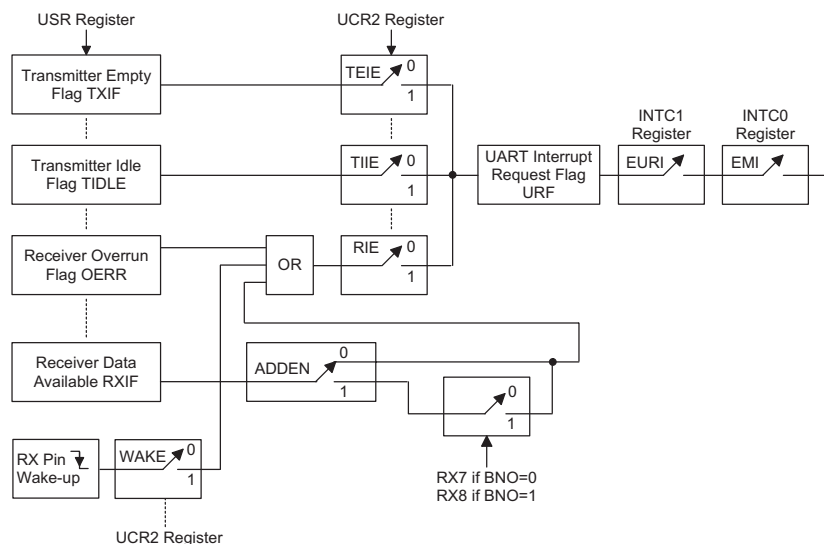 USR Register
UCR2 Register
Transmitter Empty
Flag TXIF
TEIE
0
1
INTC1
Register
INTC0
Register
Transmitter Idle
Flag TIDLE
TIIE
0
1
UART Interrupt
Request Flag
URF
EURI
EMI
Receiver Overrun
Flag OERR
OR
RIE
0
1
Receiver Data
Available RXIF
ADDEN
0
1
0
1
RX Pin
Wake-up
WAKE
0
1
RX7 if BNO=0
RX8 if BNO=1
UCR2 Register